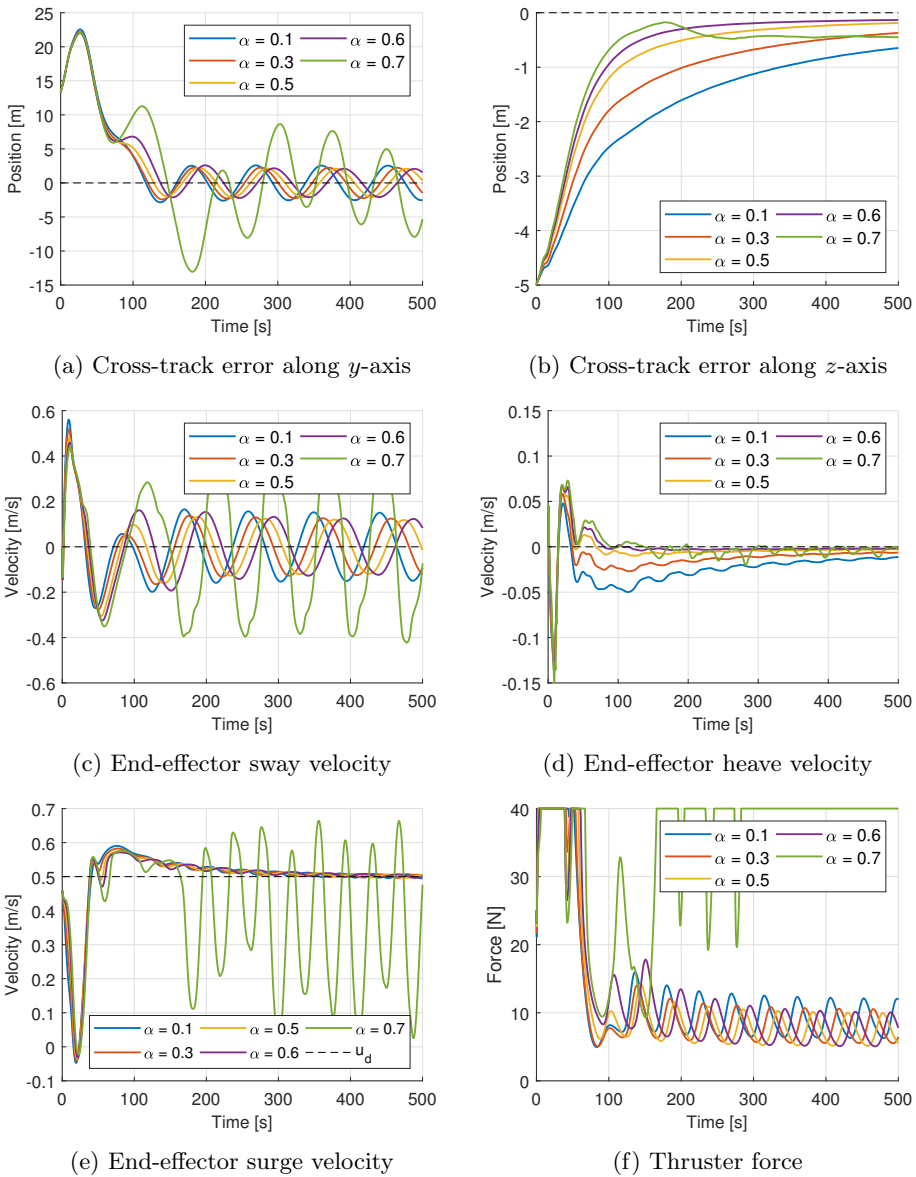 25
20
15
10
5
0
-5
-10
-15
Position [m]
α = 0.1
α = 0.6
α = 0.3
α = 0.7
α = 0.5
0 100 200 300 400 500
Time [s]
(a) Cross-track error along y-axis
0
-1
-2
-3
-4
-5
Position [m]
α = 0.1
α = 0.6
α = 0.3
α = 0.7
α = 0.5
0 100 200 300 400 500
Time [s]
(b) Cross-track error along z-axis
0.6
0.4
0.2
0
-0.2
-0.4
-0.6
Velocity [m/s]
α = 0.1
α = 0.6
α = 0.3
α = 0.7
α = 0.5
0 100 200 300 400 500
Time [s]
(c) End-effector sway velocity
0.15
0.1
0.05
0
-0.05
-0.1
-0.15
Velocity [m/s]
α = 0.1
α = 0.6
α = 0.3
α = 0.7
α = 0.5
0 100 200 300 400 500
Time [s]
(d) End-effector heave velocity
0.7
0.6
0.5
0.4
0.3
0.2
0.1
0
-0.1
Velocity [m/s]
α = 0.1 α = 0.5 α = 0.7
α = 0.3 α = 0.6 u_d
0 100 200 300 400 500
Time [s]
(e) End-effector surge velocity
40
30
20
10
0
Force [N]
α = 0.1
α = 0.6
α = 0.3
α = 0.7
α = 0.5
0 100 200 300 400 500
Time [s]
(f) Thruster force